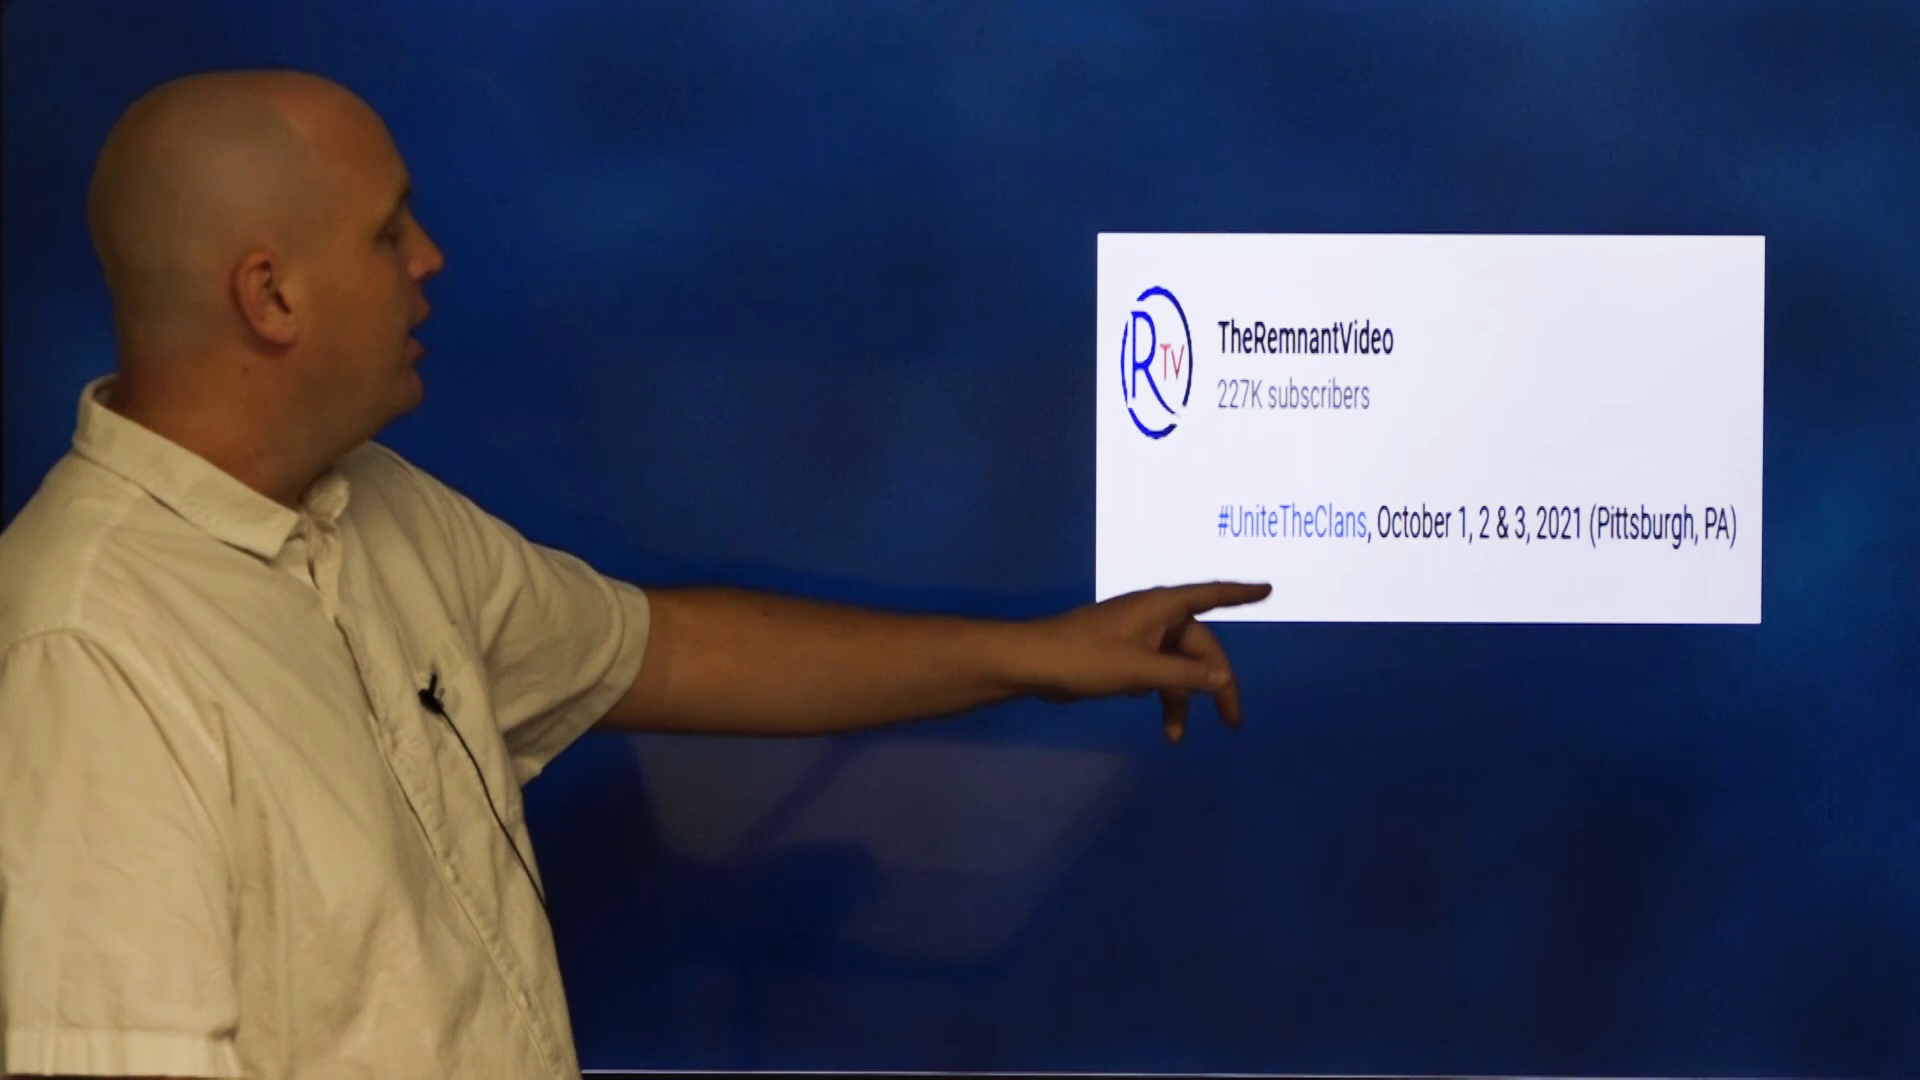 RTV
TheRemnantVideo
227K subscribers
#UniteTheClans, October 1, 2 & 3, 2021 (Pittsburgh, PA)